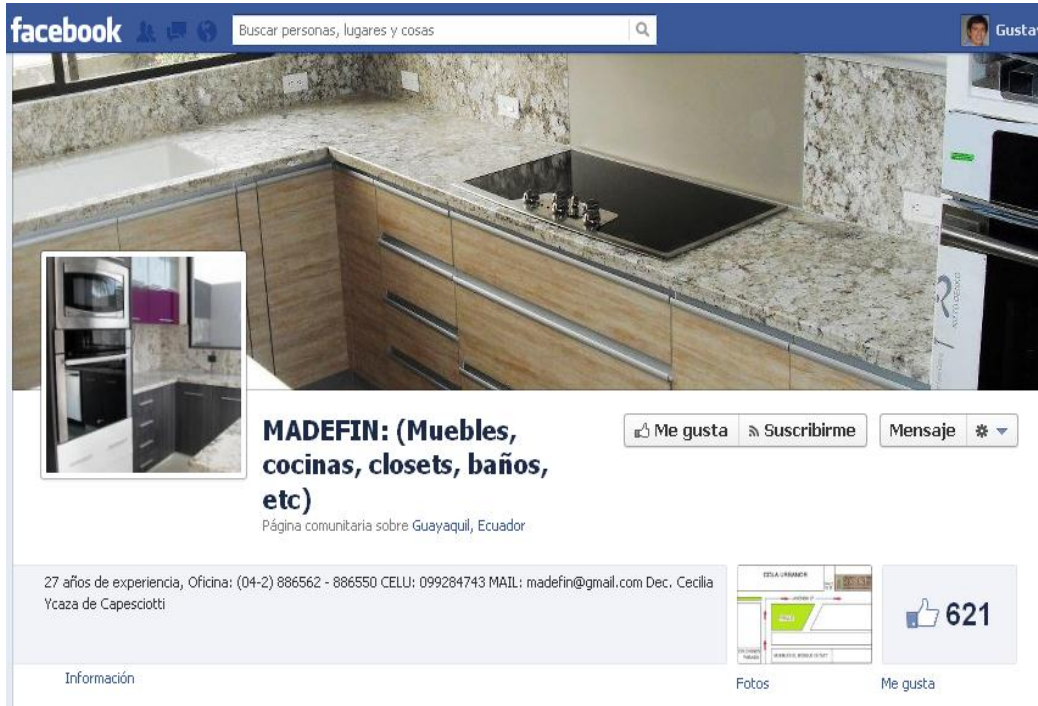 facebook
Buscar personas, lugares y cosas
Gustav
MADEFIN: (Muebles,
cocinas, closets, baños,
etc)
Me gusta
Suscribirme
Mensaje
Página comunitaria sobre Guayaquil, Ecuador
27 años de experiencia, Oficina: (04-2) 886562 - 886550 CELU: 099284743 MAIL: madefin@gmail.com Dec. Cecilia
Ycaza de Capesciotti
621
Información
Fotos
Me gusta